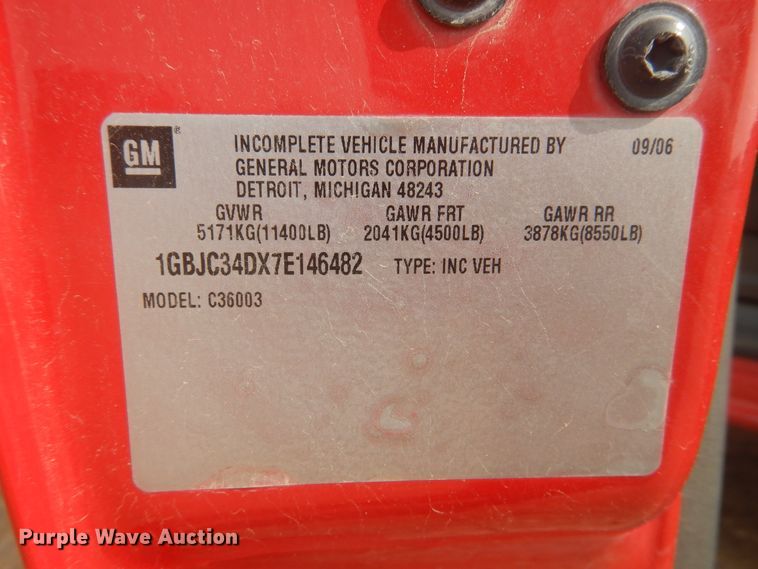 GM ® INCOMPLETE VEHICLE MANUFACTURED BY 09/06
GENERAL MOTORS CORPORATION
DETROIT, MICHIGAN 48243
GVWR GAWR FRT GAWR RR
5171KG(11400LB) 2041KG(4500LB) 3878KG(8550LB)
1GBJC34DX7E146482 TYPE: INC VEH
MODEL: C36003
Purple Wave Auction